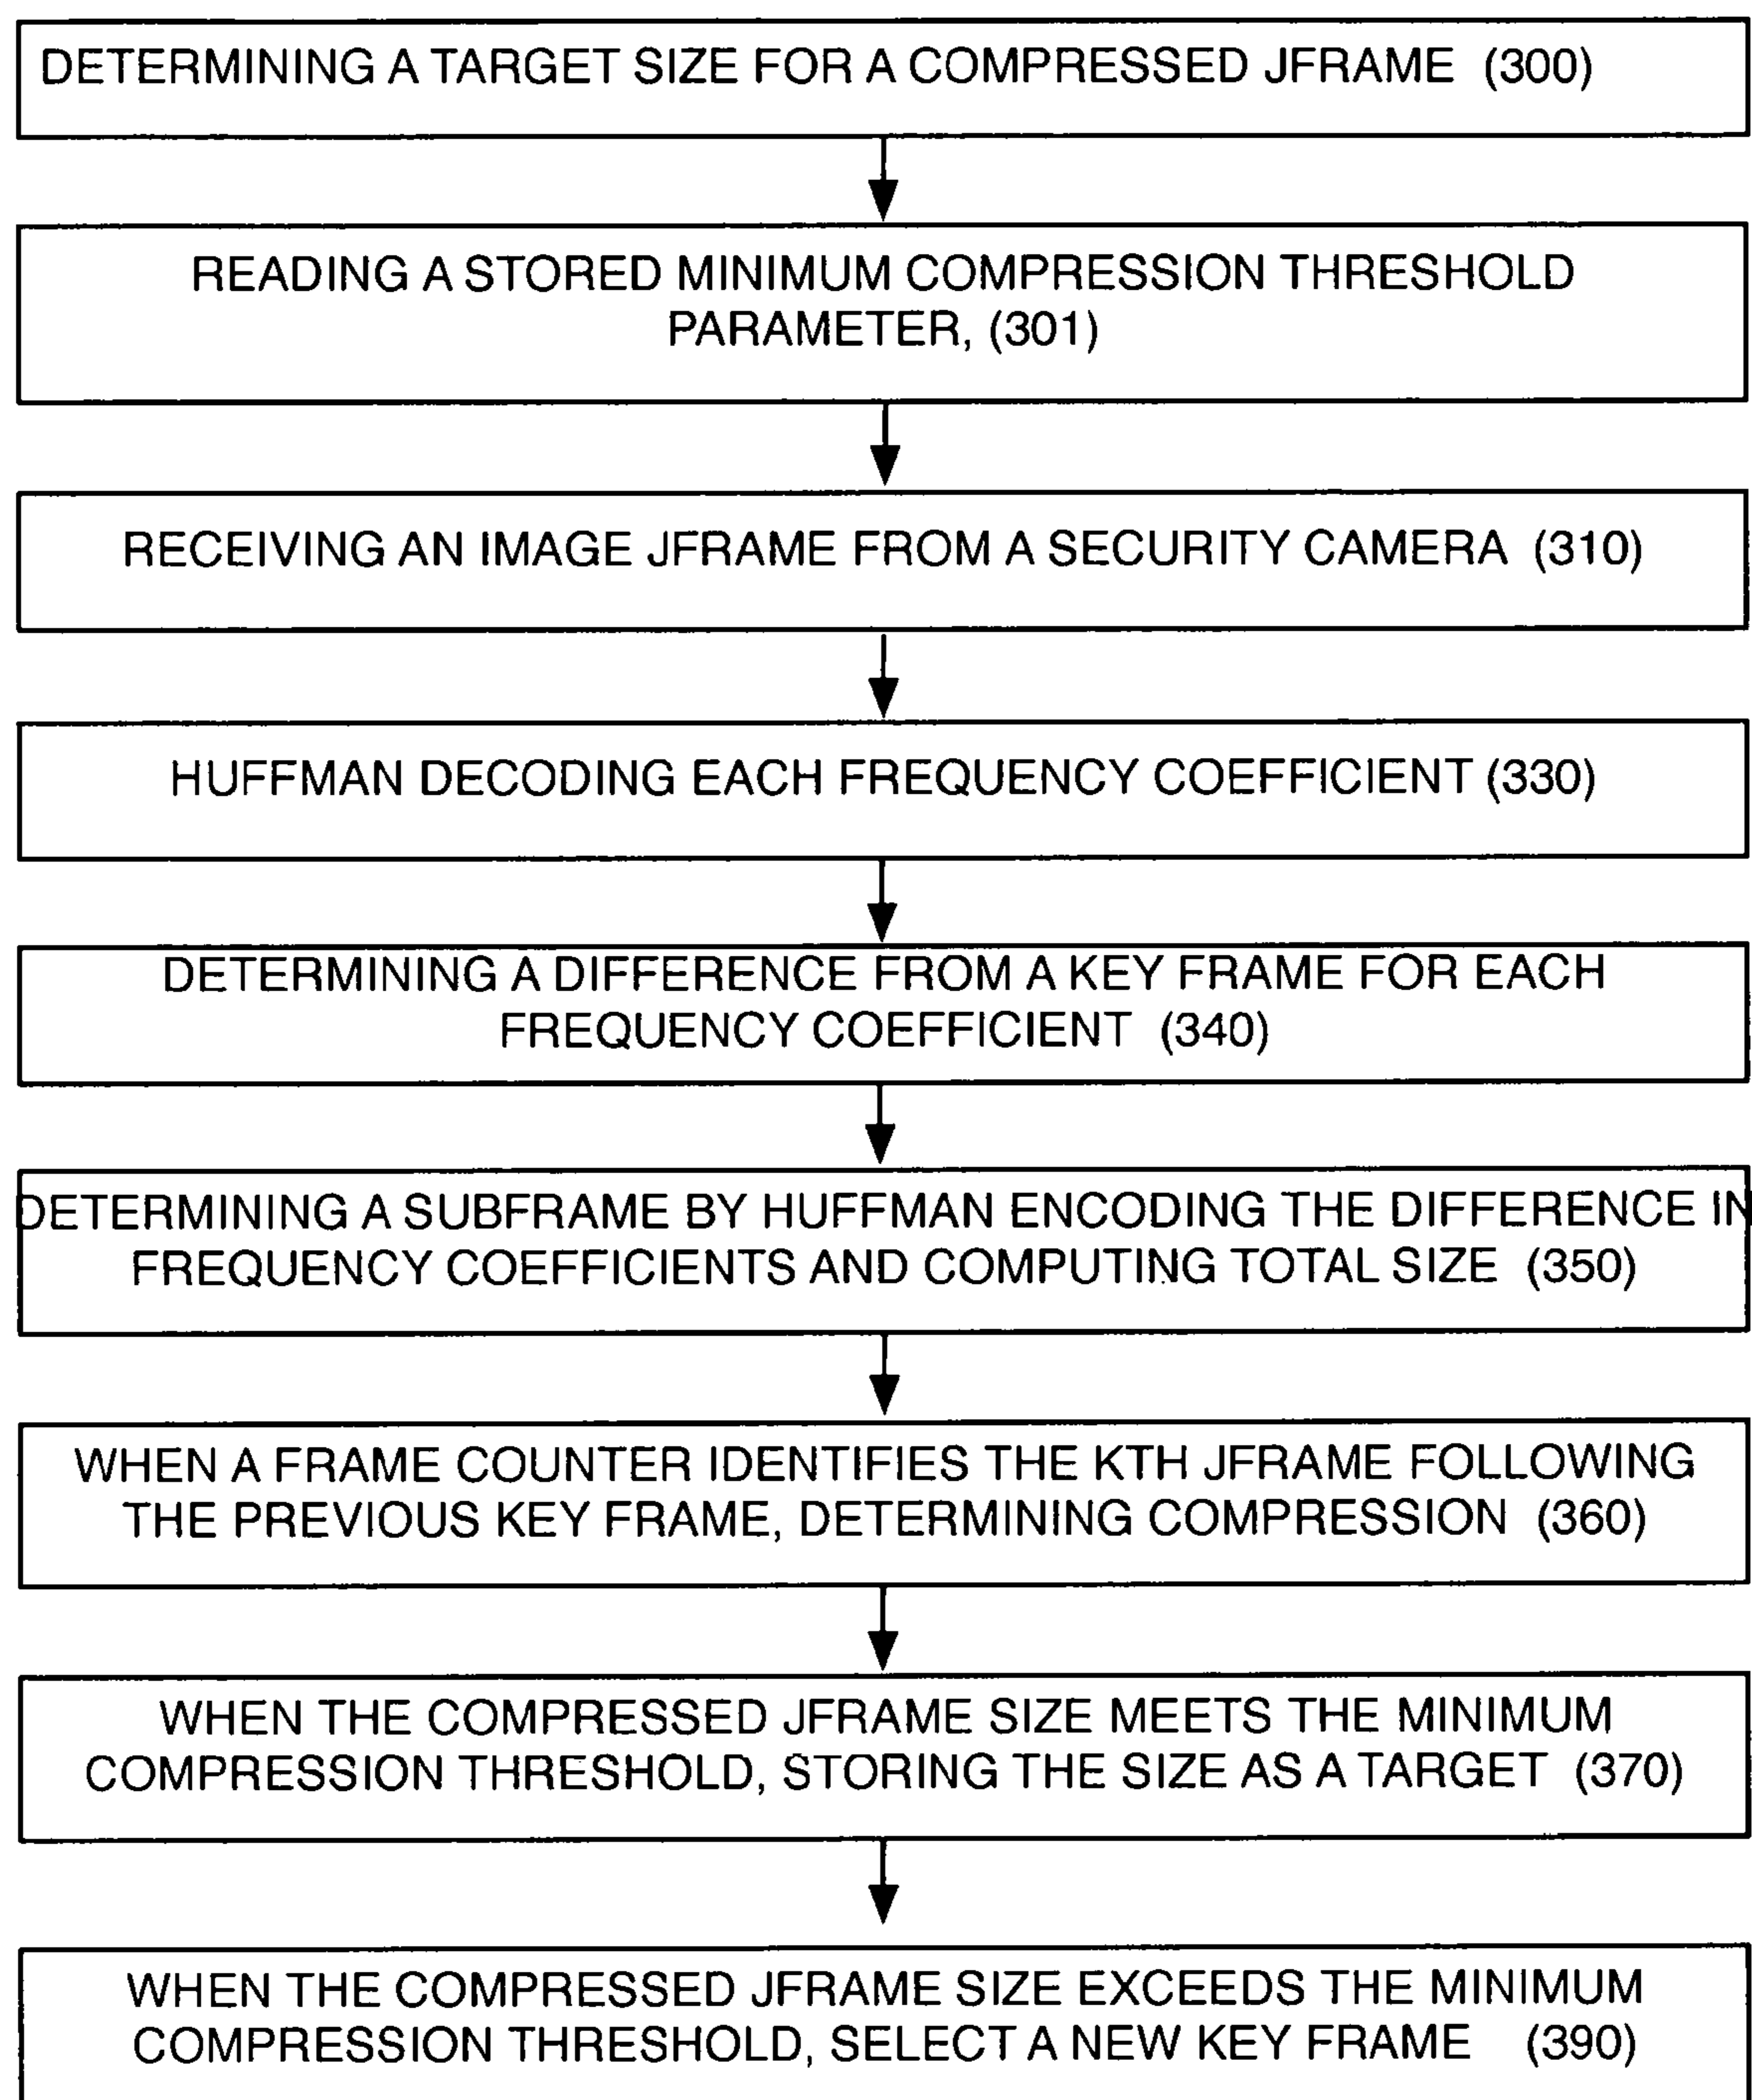 DETERMINING A TARGET SIZE FOR A COMPRESSED JFRAME (300)
READING A STORED MINIMUM COMPRESSION THRESHOLD
PARAMETER, (301)
RECEIVING AN IMAGE JFRAME FROM A SECURITY CAMERA (310)
HUFFMAN DECODING EACH FREQUENCY COEFFICIENT (330)
DETERMINING A DIFFERENCE FROM A KEY FRAME FOR EACH
FREQUENCY COEFFICIENT (340)
DETERMINING A SUBFRAME BY HUFFMAN ENCODING THE DIFFERENCE IN
FREQUENCY COEFFICIENTS AND COMPUTING TOTAL SIZE (350)
WHEN A FRAME COUNTER IDENTIFIES THE KTH JFRAME FOLLOWING
THE PREVIOUS KEY FRAME, DETERMINING COMPRESSION (360)
WHEN THE COMPRESSED JFRAME SIZE MEETS THE MINIMUM
COMPRESSION THRESHOLD, STORING THE SIZE AS A TARGET (370)
WHEN THE COMPRESSED JFRAME SIZE EXCEEDS THE MINIMUM
COMPRESSION THRESHOLD, SELECT A NEW KEY FRAME (390)